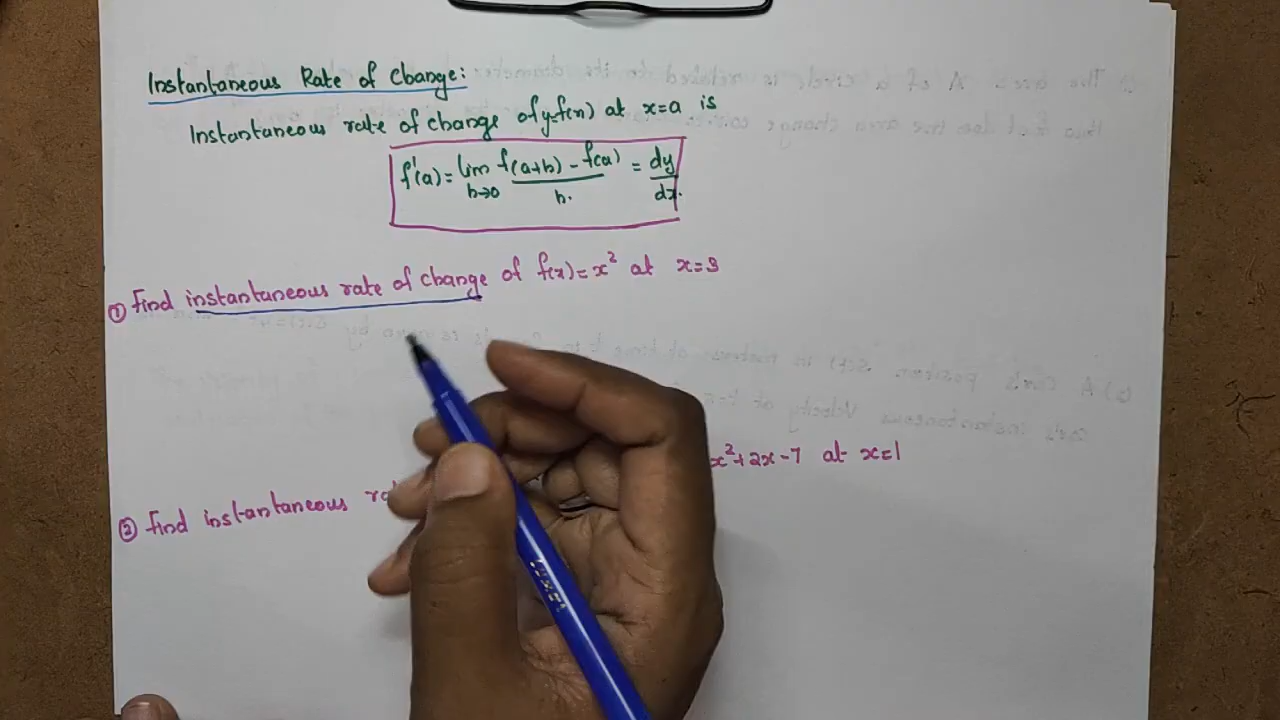 Instantaneous Rate of Change:
Instantaneous rate of change of y=f(x) at x=a is
f'(a) = lim h→0 f(a+h) - f(a) / h. = dy/dx.
① Find instantaneous rate of change of f(x)=x² at x=3
② Find instantaneous x²+2x-7 at x=1